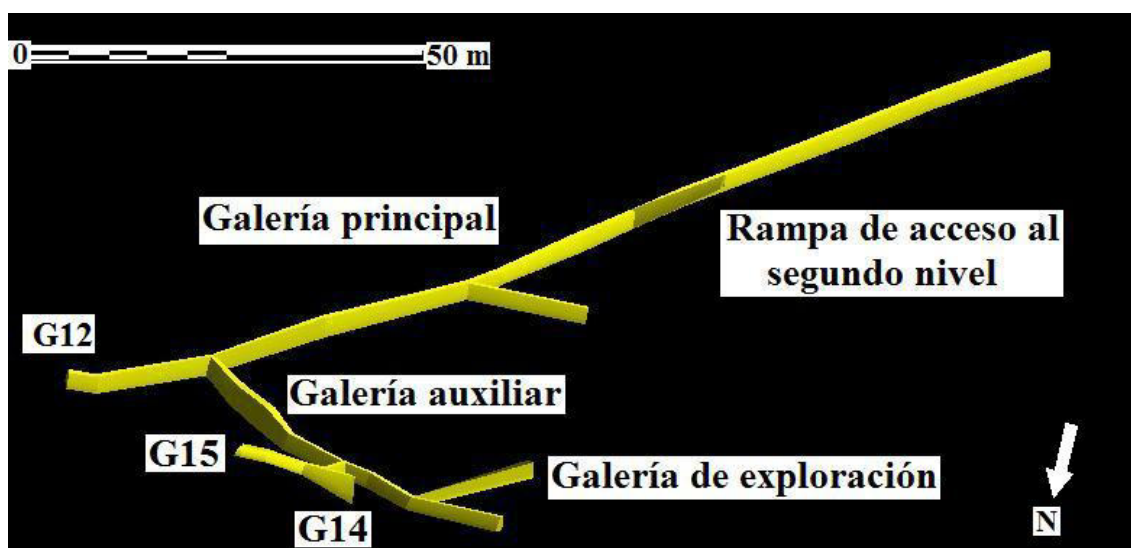 0 50 m
Galería principal
Rampa de acceso al
segundo nivel
G12
Galería auxiliar
G15
Galería de exploración
G14
N